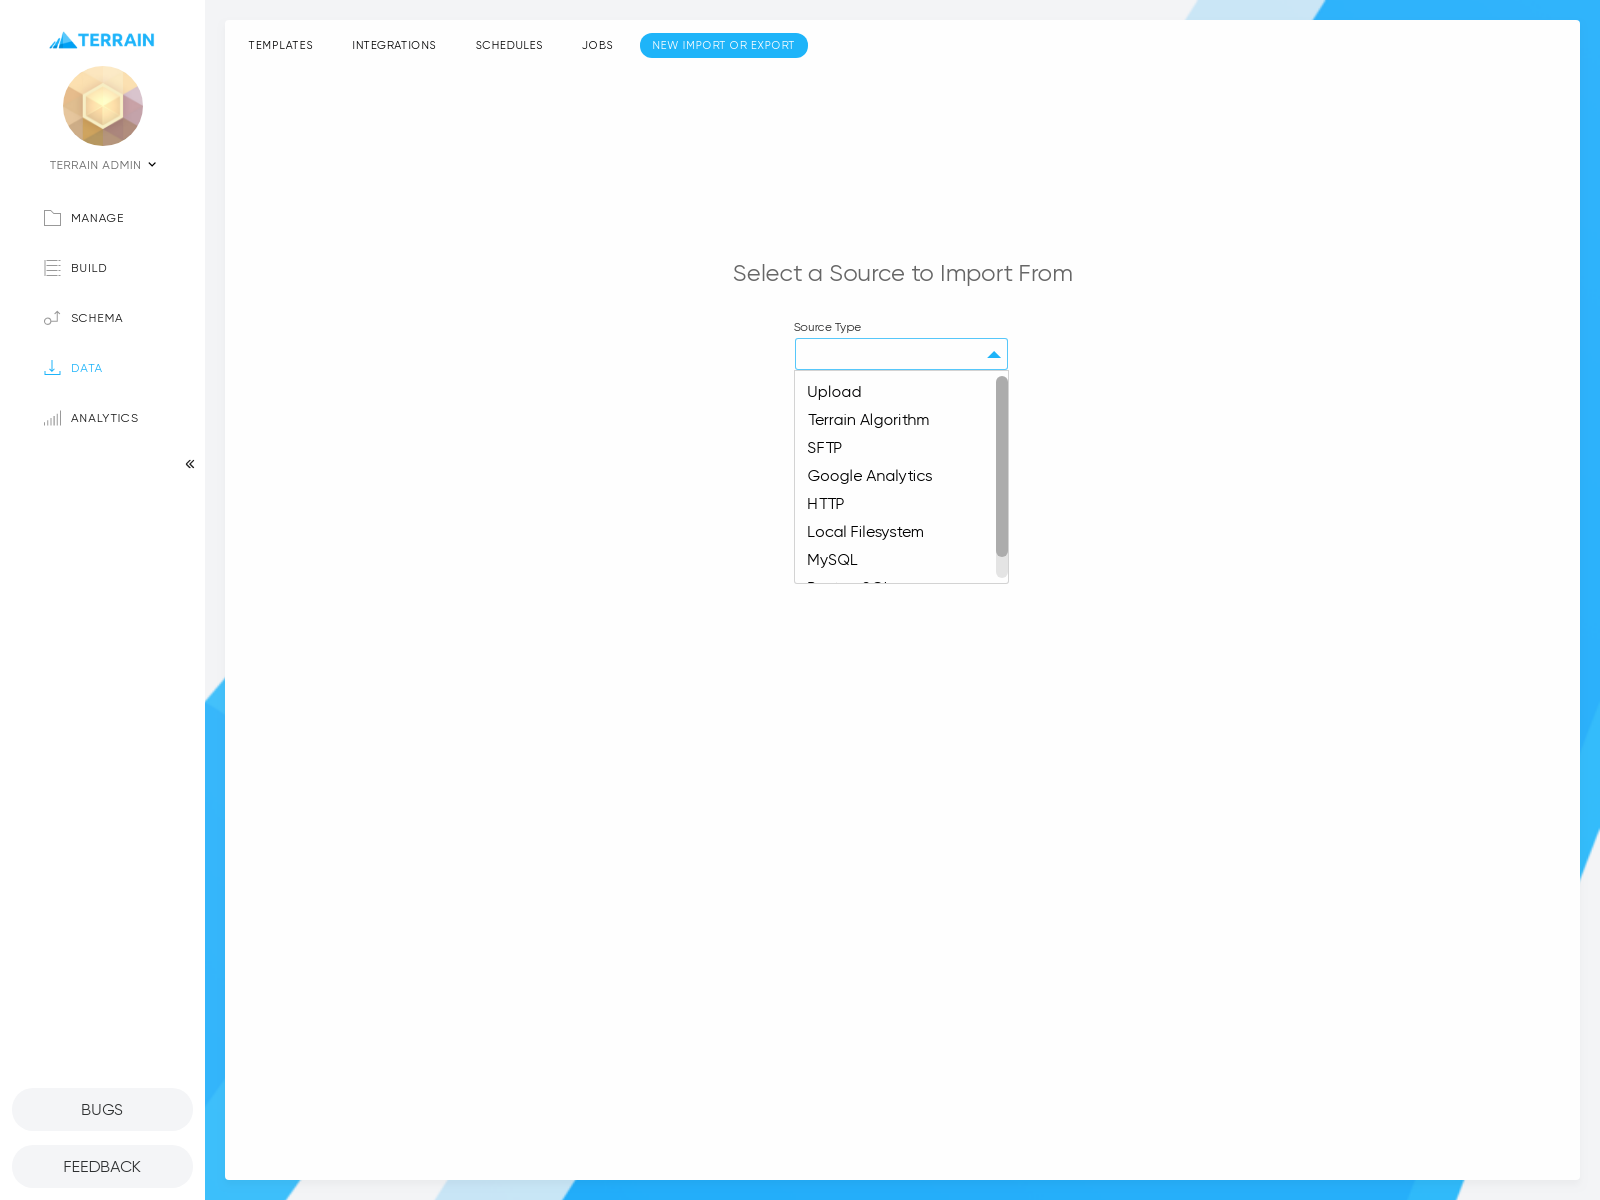 TERRAIN
TERRAIN ADMIN
MANAGE
BUILD
SCHEMA
DATA
ANALYTICS
BUGS
FEEDBACK
TEMPLATES
INTEGRATIONS
SCHEDULES
JOBS
NEW IMPORT OR EXPORT
Select a Source to Import From
Source Type
Upload
Terrain Algorithm
SFTP
Google Analytics
HTTP
Local Filesystem
MySQL